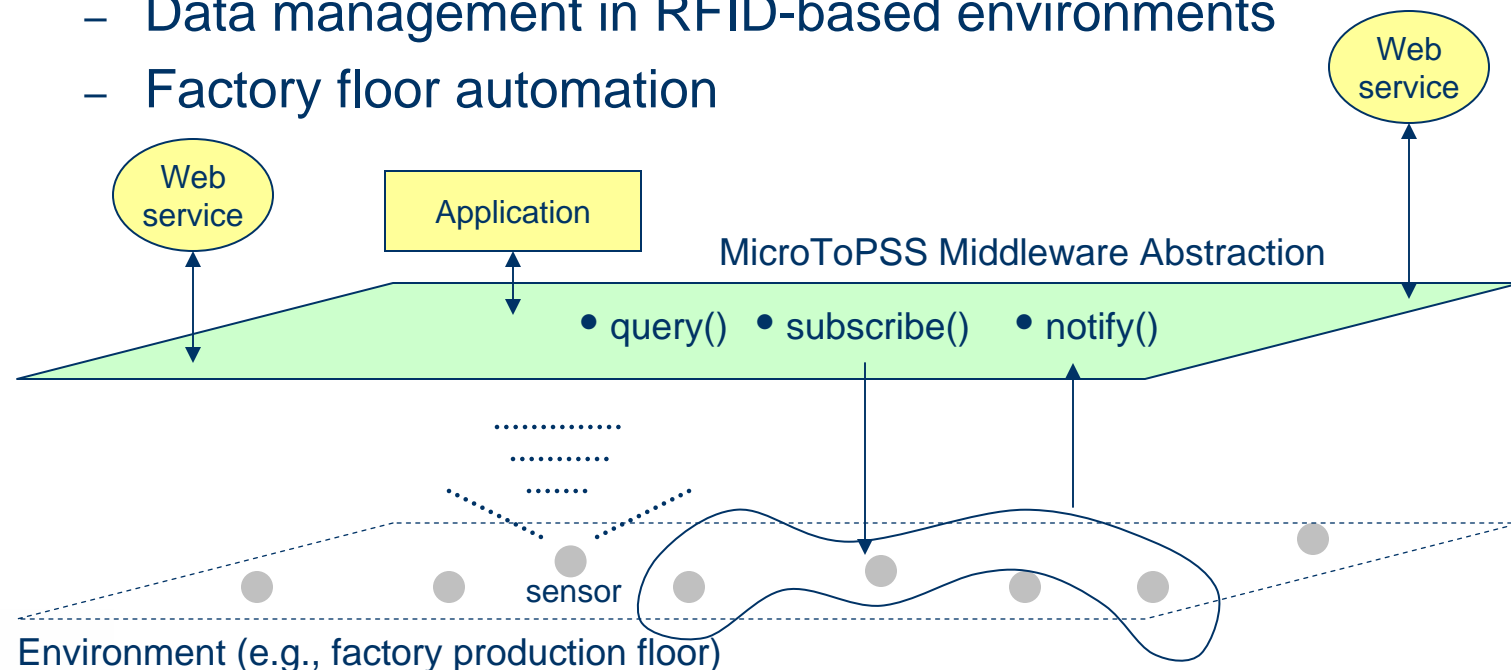 – Data management in RFID-based environments
– Factory floor automation
Web
service
Web
service
Application
MicroToPSS Middleware Abstraction
• query() • subscribe() • notify()
sensor
Environment (e.g., factory production floor)